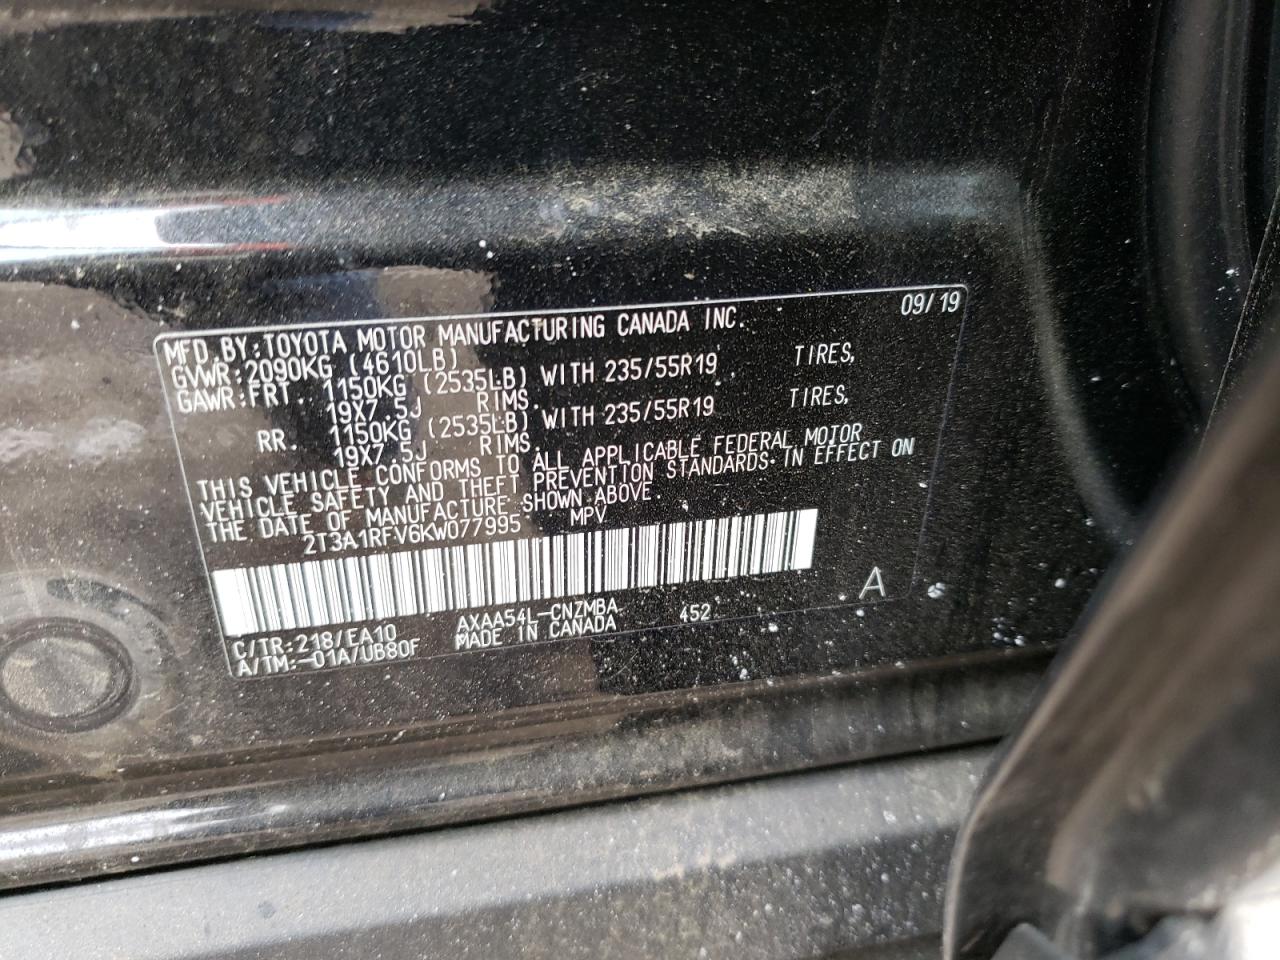 09/19
MFD.BY:TOYOTA MOTOR MANUFACTURING CANADA INC.
GVWR:2090KG (4610LB)
GAWR:FRT. 1150KG (2535LB) WITH 235/55R19 TIRES,
19X7.5J RIMS.
RR. 1150KG (2535LB) WITH 235/55R19 TIRES,
19X7.5J RIMS.
THIS VEHICLE CONFORMS TO ALL APPLICABLE FEDERAL MOTOR
VEHICLE SAFETY AND THEFT PREVENTION STANDARDS IN EFFECT ON
THE DATE OF MANUFACTURE SHOWN ABOVE.
2T3A1RFV6KW077995 MPV
C/TR:218/EA10 AXAA54L-CNZMBA 452 A
A/TM:-01A/UB80F MADE IN CANADA